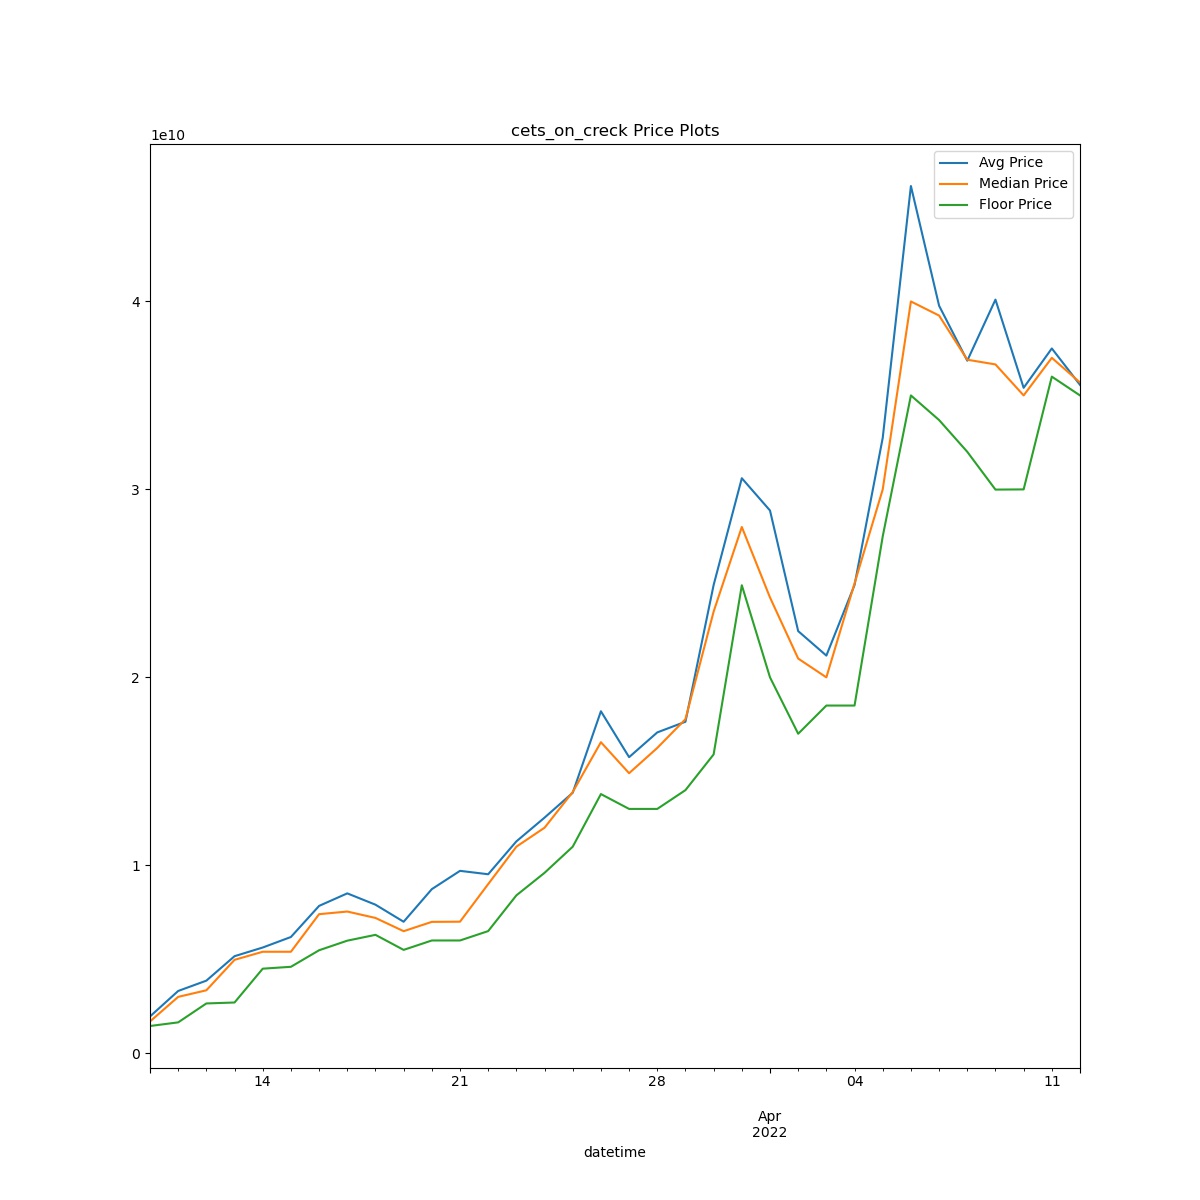 cets_on_creck Price Plots
1e10
Avg Price
Median Price
Floor Price
4
3
2
1
0
14 21 28 04 11
Apr
2022
datetime